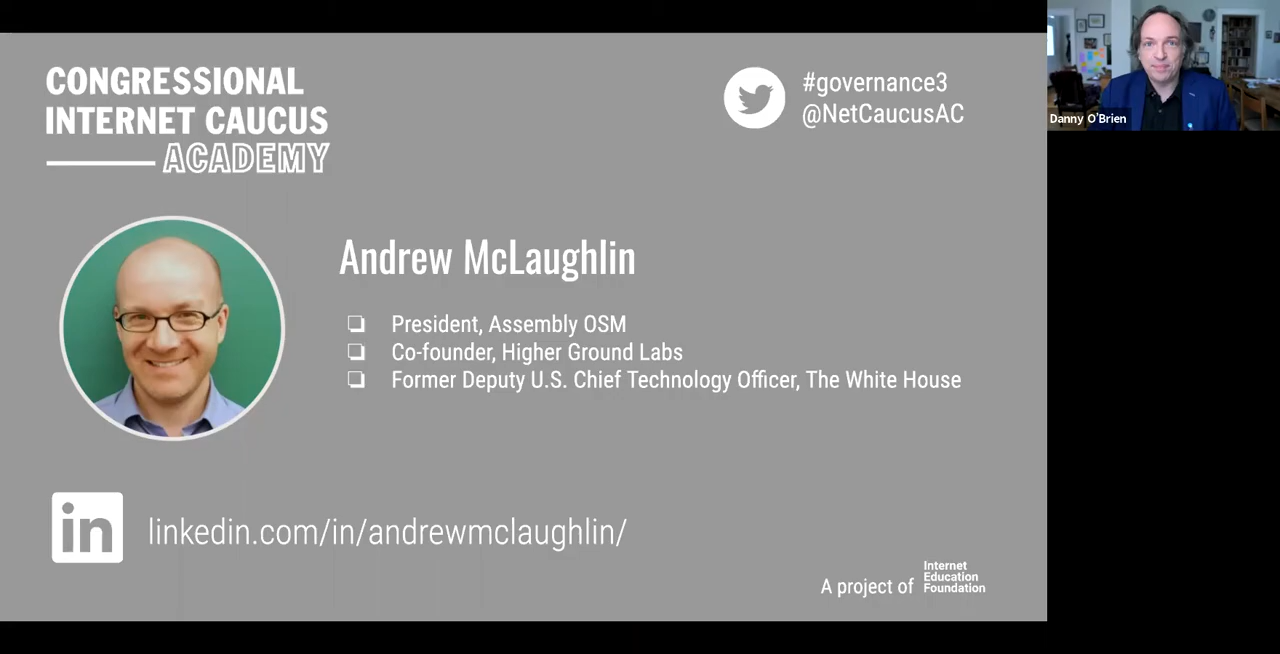 CONGRESSIONAL
INTERNET CAUCUS
ACADEMY
#governance3
@NetCaucusAC
Danny O'Brien
Andrew McLaughlin
President, Assembly OSM
Co-founder, Higher Ground Labs
Former Deputy U.S. Chief Technology Officer, The White House
in
linkedin.com/in/andrewmclaughlin/
A project of
Internet
Education
Foundation